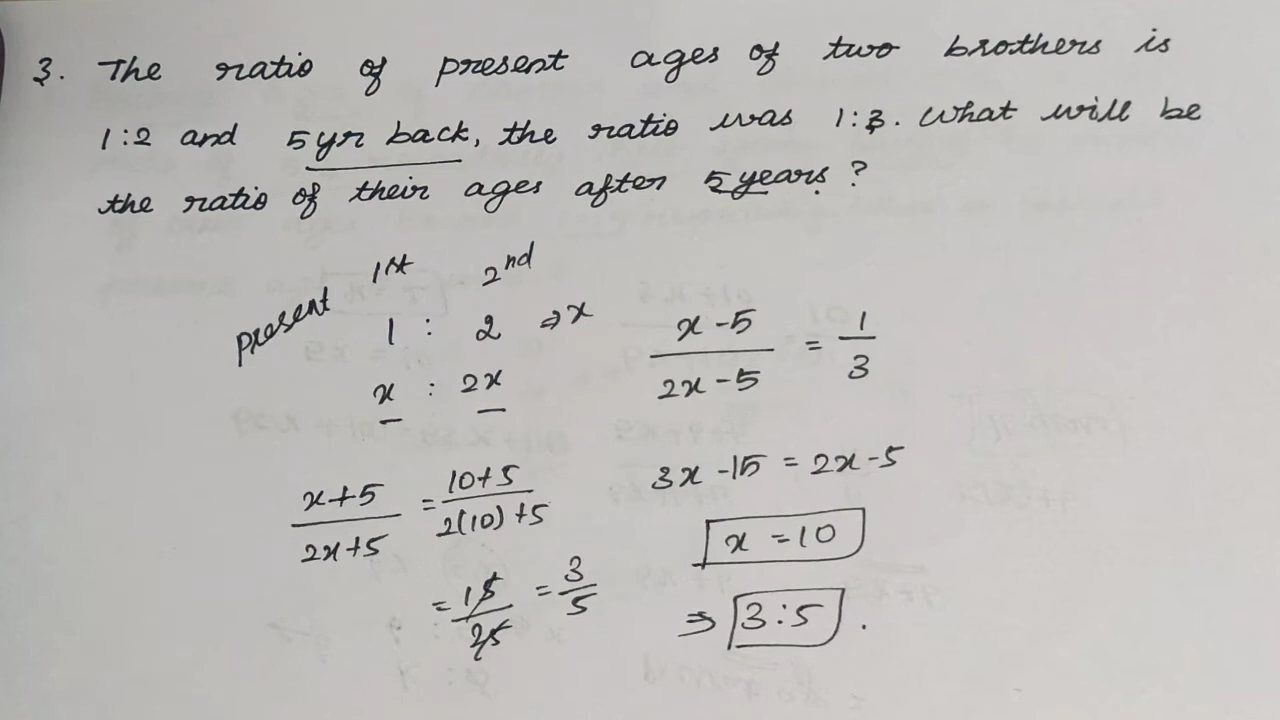 3. The ratio of present ages of two brothers is
1:2 and 5yr back, the ratio was 1:3. What will be
the ratio of their ages after 5years?
1st 2nd
present 1 : 2 ⇒ x
x : 2x
x-5 / 2x-5 = 1/3
3x-15 = 2x-5
x = 10
x+5 / 2x+5 = 10+5 / 2(10)+5
= 15/25 = 3/5
⇒ 3:5.